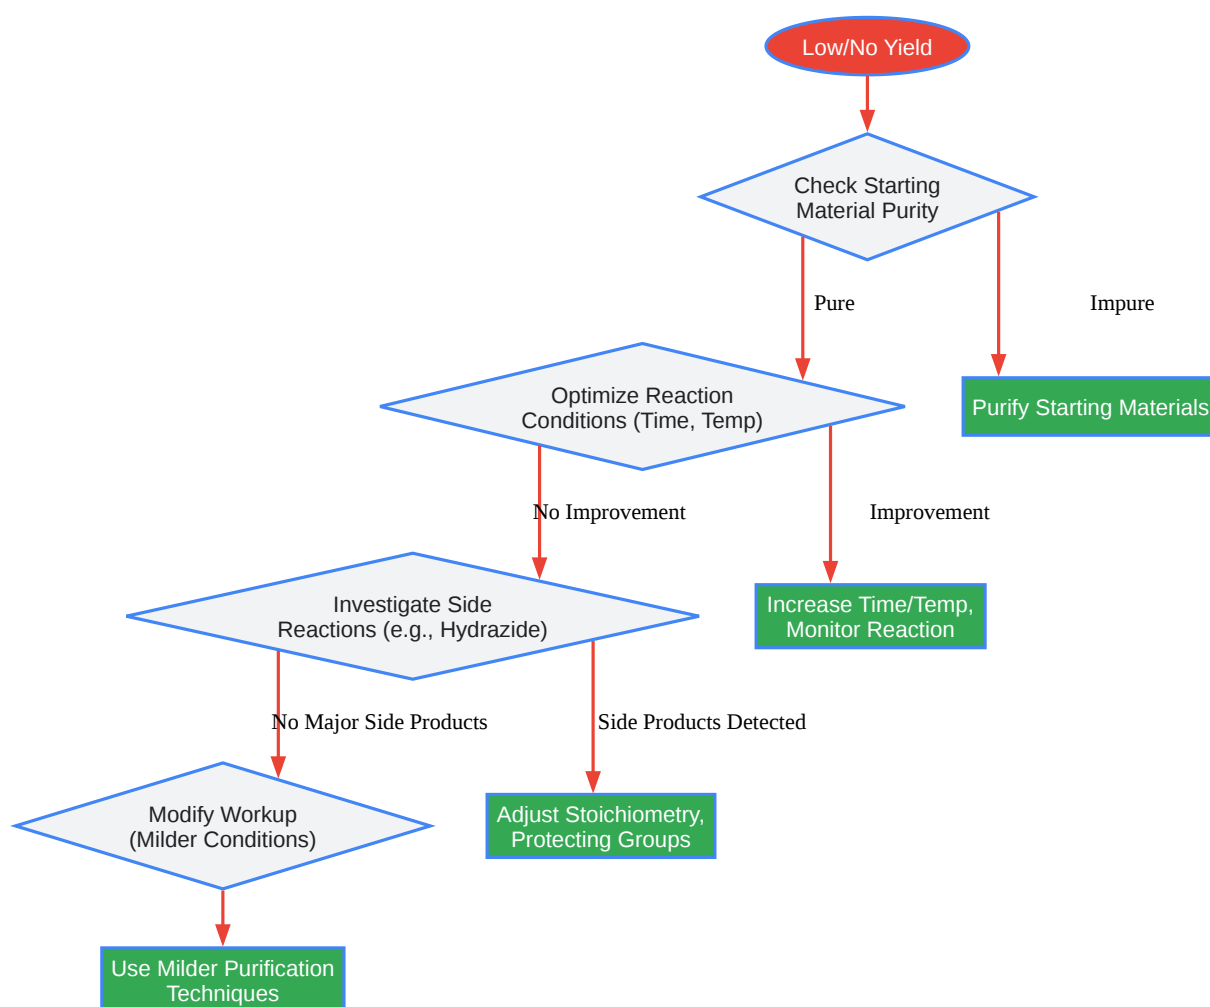 Low/No Yield
Check Starting
Material Purity
Pure
Impure
Optimize Reaction
Conditions (Time, Temp)
Purify Starting Materials
No Improvement
Improvement
Investigate Side
Reactions (e.g., Hydrazide)
Increase Time/Temp,
Monitor Reaction
No Major Side Products
Side Products Detected
Modify Workup
(Milder Conditions)
Adjust Stoichiometry,
Protecting Groups
Use Milder Purification
Techniques